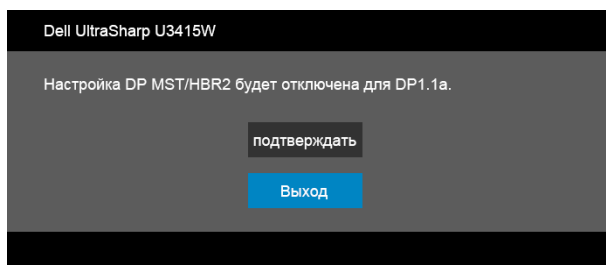 Dell UltraSharp U3415W
Настройка DP MST/HBR2 будет отключена для DP1.1a.
подтверждать
Выход